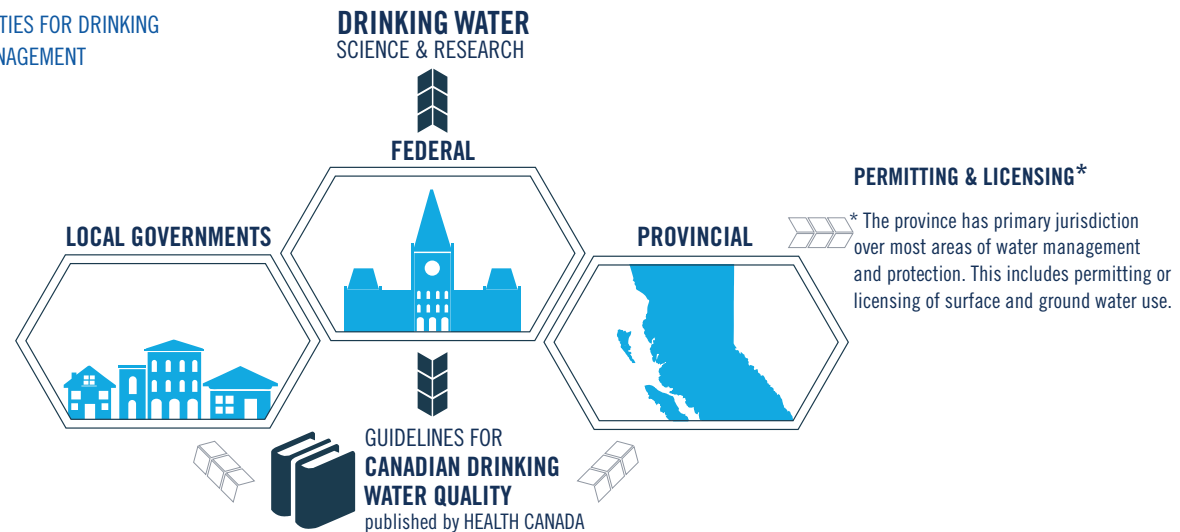 TIES FOR DRINKING
NAGEMENT
DRINKING WATER
SCIENCE & RESEARCH
FEDERAL
LOCAL GOVERNMENTS
PROVINCIAL
PERMITTING & LICENSING*
* The province has primary jurisdiction
over most areas of water management
and protection. This includes permitting or
licensing of surface and ground water use.
GUIDELINES FOR
CANADIAN DRINKING
WATER QUALITY
published by HEALTH CANADA